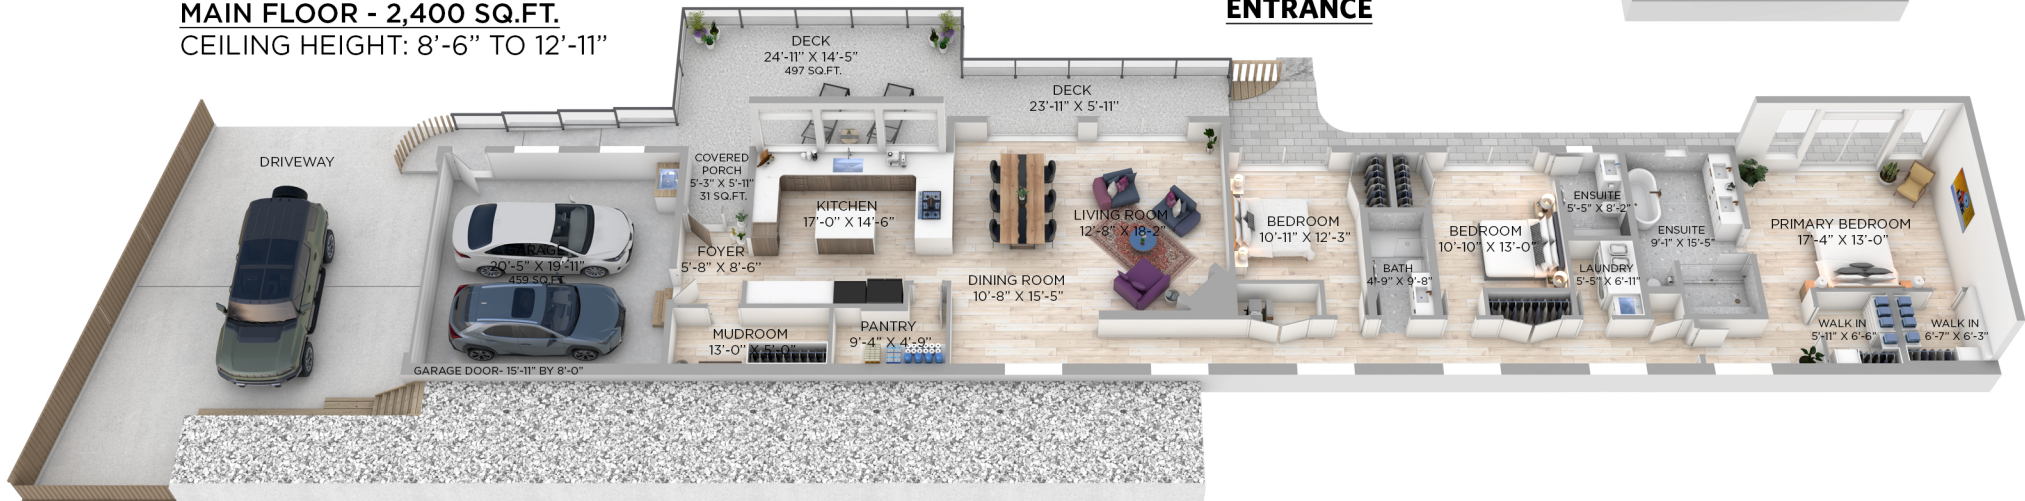 MAIN FLOOR - 2,400 SQ.FT.
CEILING HEIGHT: 8'-6" TO 12'-11"
ENTRANCE
DECK
24'-11" X 14'-5"
497 SQ.FT.
DECK
23'-11" X 5'-11"
DRIVEWAY
COVERED
PORCH
5'-3" X 5'-11"
31 SQ.FT.
KITCHEN
17'-0" X 14'-6"
LIVING ROOM
12'-8" X 18-2"
BEDROOM
10'-11" X 12'-3"
BEDROOM
10'-10" X 13'-0"
ENSUITE
5'-5" X 8'-2"
ENSUITE
9'-1" X 15'-5"
PRIMARY BEDROOM
17'-4" X 13'-0"
GARAGE
20'-5" X 19'-11"
459 SQ.FT.
FOYER
5'-8" X 8'-6"
DINING ROOM
10'-8" X 15'-5"
BATH
4'-9" X 9'-8"
LAUNDRY
5'-5" X 6'-11"
MUDROOM
13'-0" X 5'-0"
PANTRY
9'-4" X 4'-9"
WALK IN
5'-11" X 6'-6"
WALK IN
6'-7" X 6'-3"
GARAGE DOOR- 15'-11" BY 8'-0"